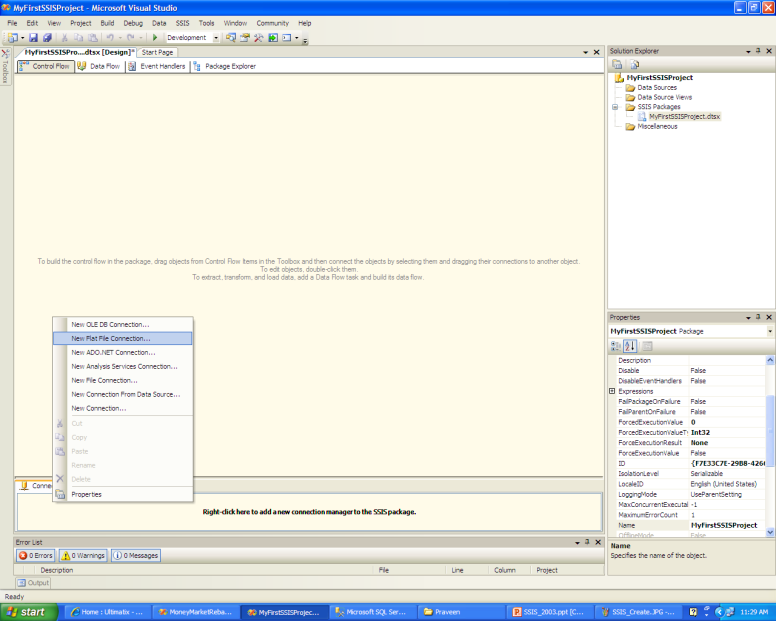 MyFirstSSISProject - Microsoft Visual Studio
File Edit View Project Build Debug Data SSIS Tools Window Community Help
Development
MyFirstSSISPro....dtsx [Design]* Start Page
Toolbox
Control Flow Data Flow Event Handlers Package Explorer
To build the control flow in the package, drag objects from Control Flow Items in the Toolbox and then connect the objects by selecting them and dragging their connections to another object.
To edit objects, double-click them.
To extract, transform, and load data, add a Data Flow task and build its data flow.
New OLE DB Connection...
New Flat File Connection...
New ADO.NET Connection...
New Analysis Services Connection...
New File Connection...
New Connection From Data Source...
New Connection...
Cut
Copy
Paste
Rename
Delete
Properties
Connec
Right-click here to add a new connection manager to the SSIS package.
Solution Explorer
MyFirstSSISProject
Data Sources
Data Source Views
SSIS Packages
MyFirstSSISProject.dtsx
Miscellaneous
Properties
MyFirstSSISProject Package
Description
Disable False
DisableEventHandlers False
Expressions
FailPackageOnFailure False
FailParentOnFailure False
ForcedExecutionValue 0
ForcedExecutionValueTy Int32
ForceExecutionResult None
ForceExecutionValue False
ID {F7E33C7E-29B8-4266
IsolationLevel Serializable
LocaleID English (United States)
LoggingMode UseParentSetting
MaxConcurrentExecutal -1
MaximumErrorCount 1
Name MyFirstSSISProject
OfflineMode False
Name
Specifies the name of the object.
Error List
0 Errors 0 Warnings 0 Messages
Description File Line Column Project
Output
Ready
start Home : Ultimatix - ... MoneyMarketReba... MyFirstSSISProjec... Microsoft SQL Ser... Praveen SSIS_2003.ppt [C... SSIS_Create.JPG -... 11:29 AM